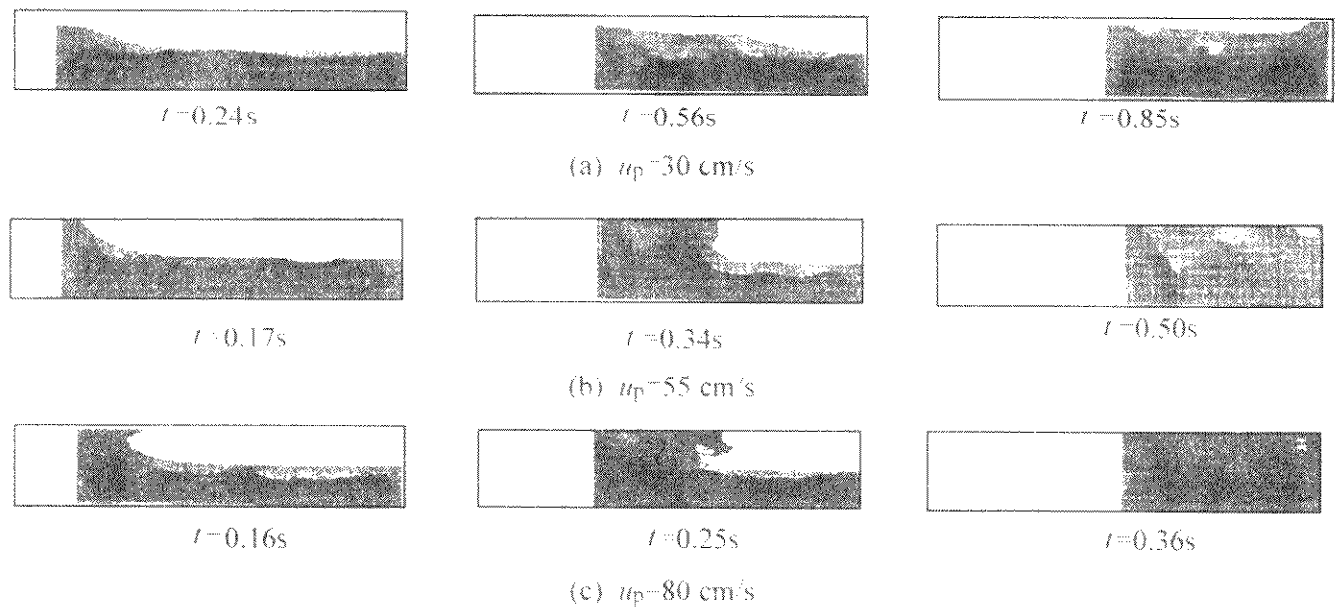 t=0.24s t=0.56s t=0.85s
(a) up=30 cm/s
t=0.17s t=0.34s t=0.50s
(b) up=55 cm/s
t=0.16s t=0.25s t=0.36s
(c) up=80 cm/s